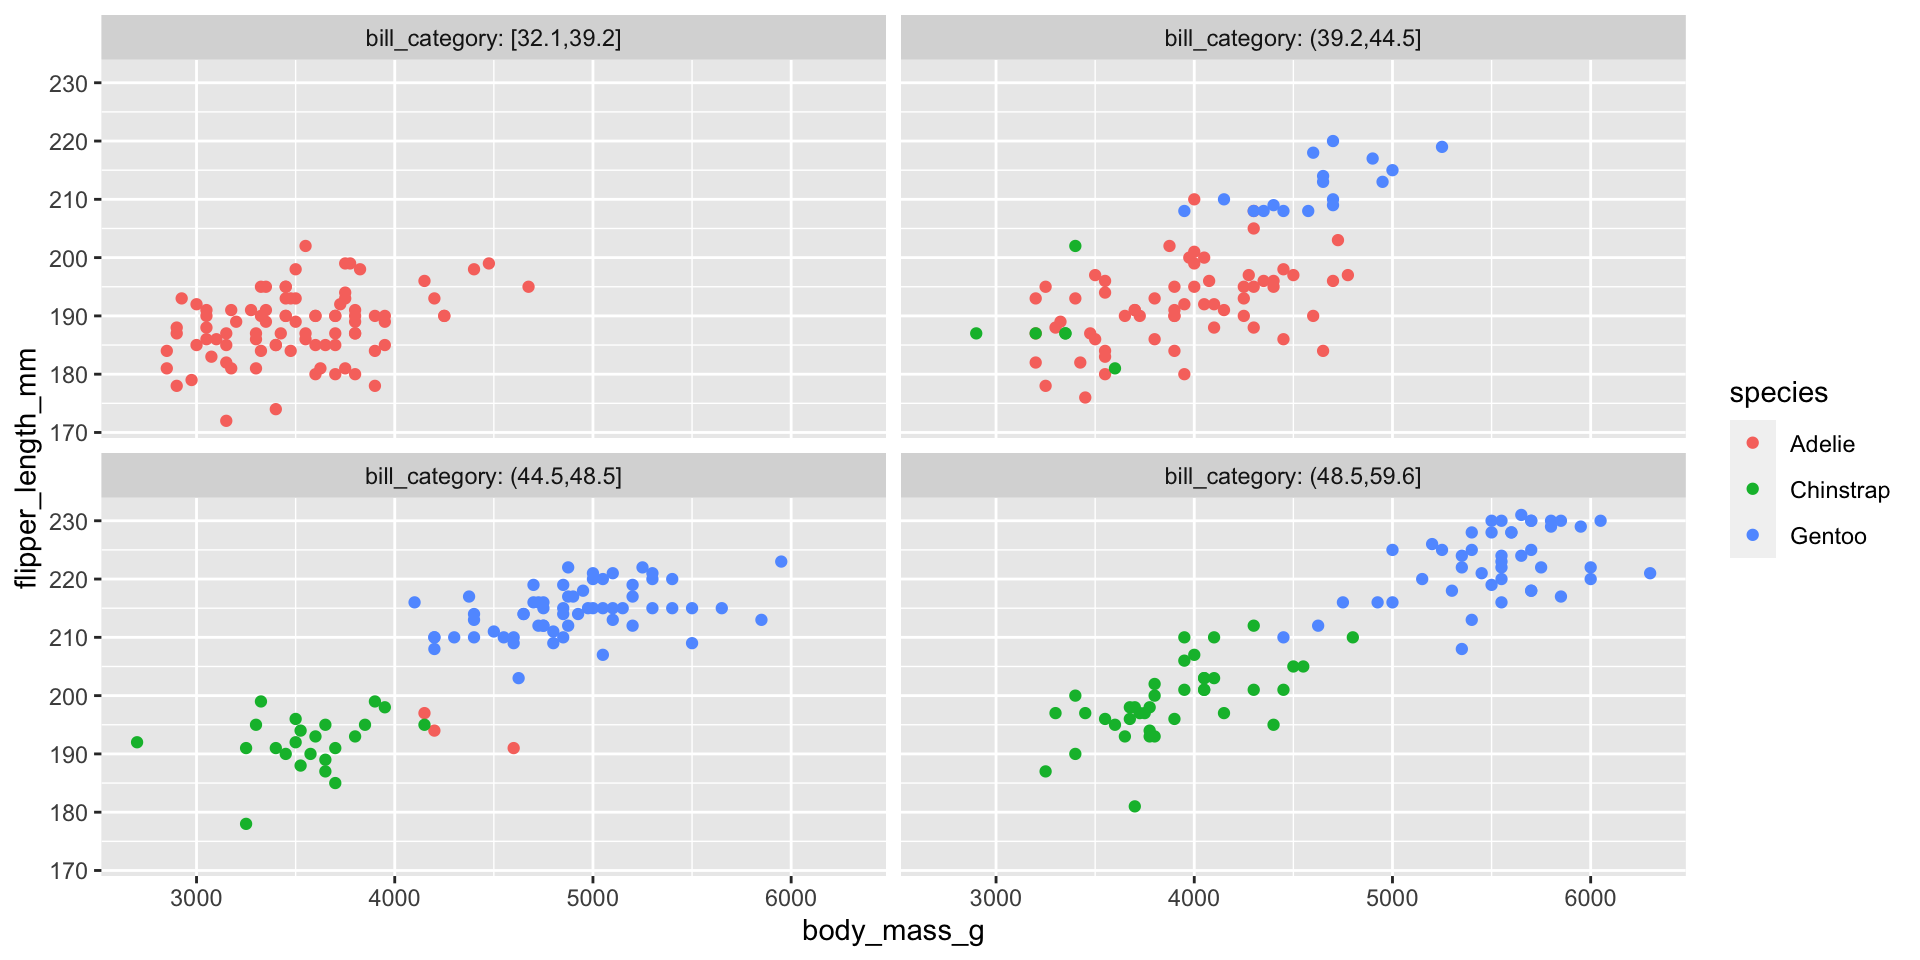 bill_category: [32.1,39.2]
bill_category: (39.2,44.5]
230
220
210
200
190
180
170
bill_category: (44.5,48.5]
bill_category: (48.5,59.6]
230
220
210
200
190
180
170
3000 4000 5000 6000
3000 4000 5000 6000
body_mass_g
flipper_length_mm
species
Adelie
Chinstrap
Gentoo